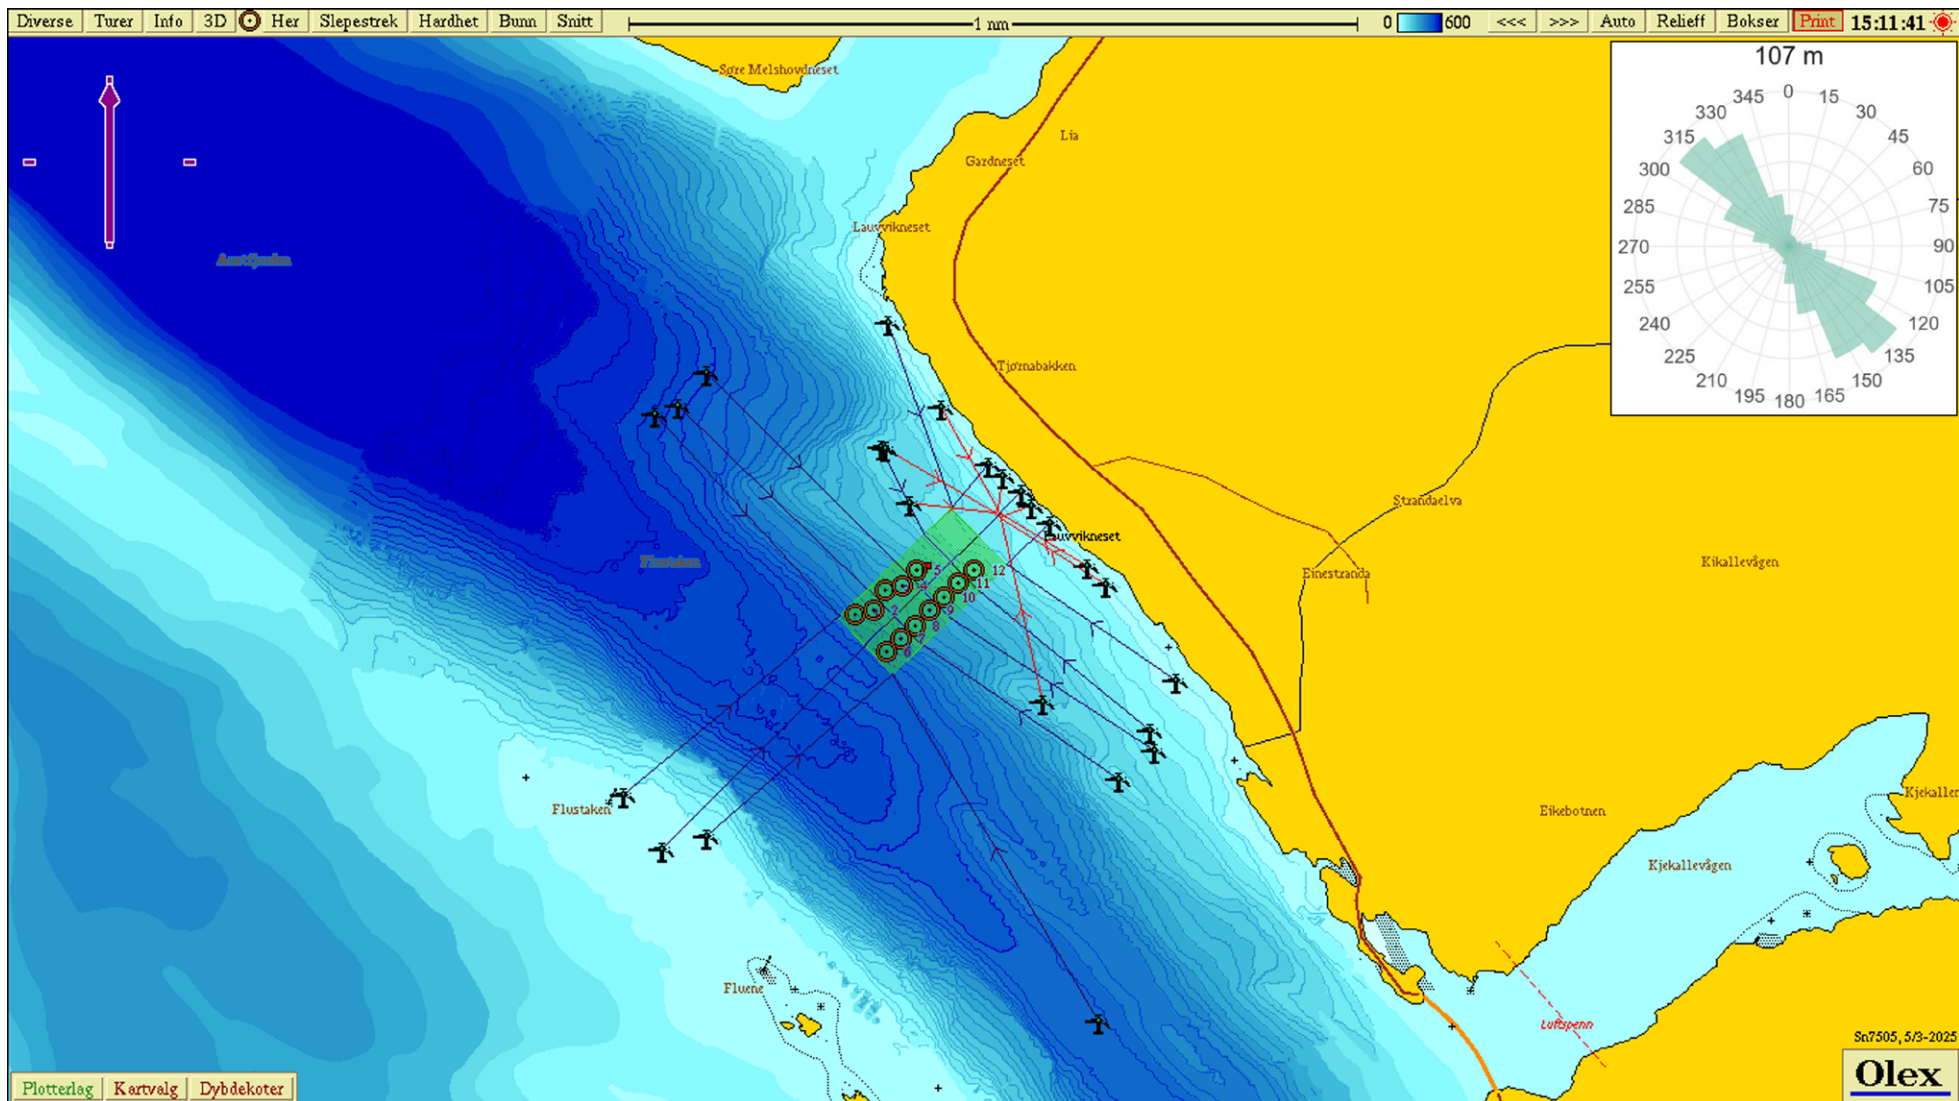 Diverse Turer Info 3D Her Slepestrek Hardhet Bunn Snitt 1 nm 0 600 <<< >>> Auto Relieff Bokser Print 15:11:41
107 m
0
345 15
330 30
315 45
300 60
285 75
270 90
255 105
240 120
225 135
210 150
195 180 165
Søre Melshovdneset
Lia
Gardneset
Lauvvikneset
Tjørnabakken
Strandaelva
Lauvvikneset
Flustaken
Einestranda
Kikallevågen
5 12
4 11
2 10
9
8
7
6
Flustaken
Eikebotnen
Kjekaller
Kjekallevågen
Fluene
Luftspenn
Sn7505, 5/3-2025
Plotterlag Kartvalg Dybdekoter
Olex